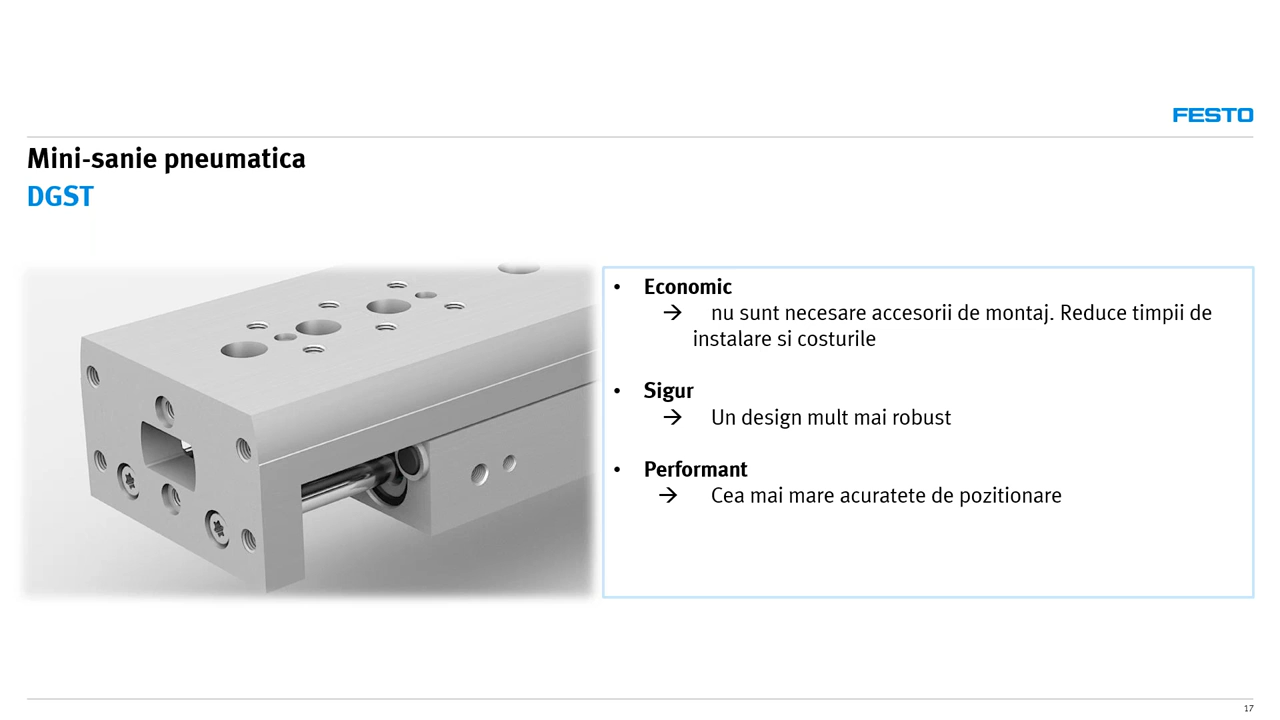 FESTO
Mini-sanie pneumatica
DGST
• Economic
→ nu sunt necesare accesorii de montaj. Reduce timpii de
instalare si costurile
• Sigur
→ Un design mult mai robust
• Performant
→ Cea mai mare acuratete de pozitionare
17